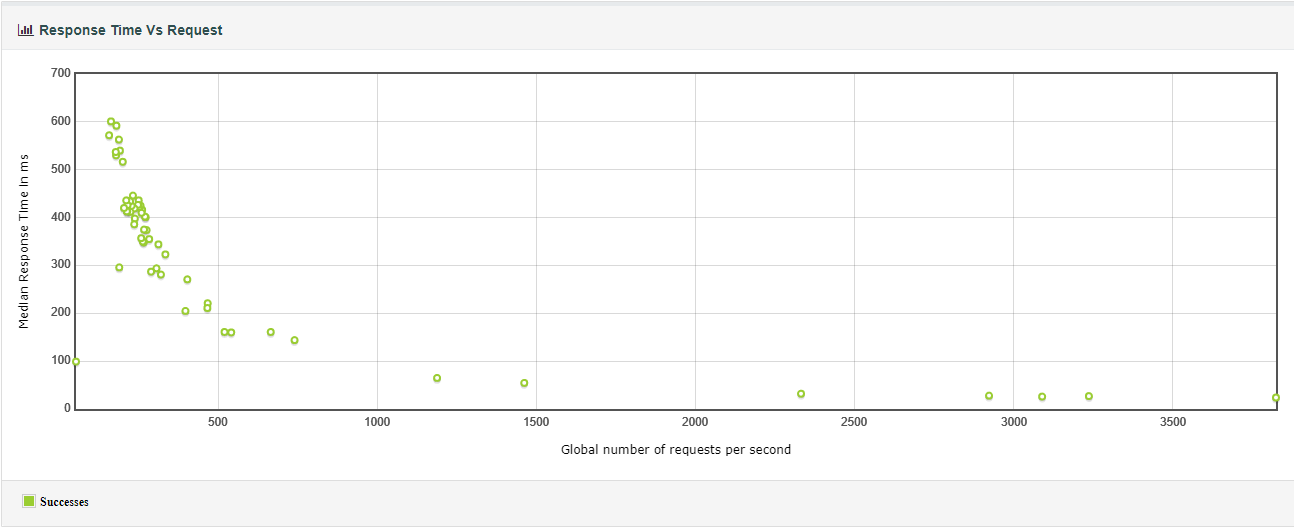 Response Time Vs Request
700
600
500
400
300
200
100
0
Median Response Time In ms
500 1000 1500 2000 2500 3000 3500
Global number of requests per second
Successes